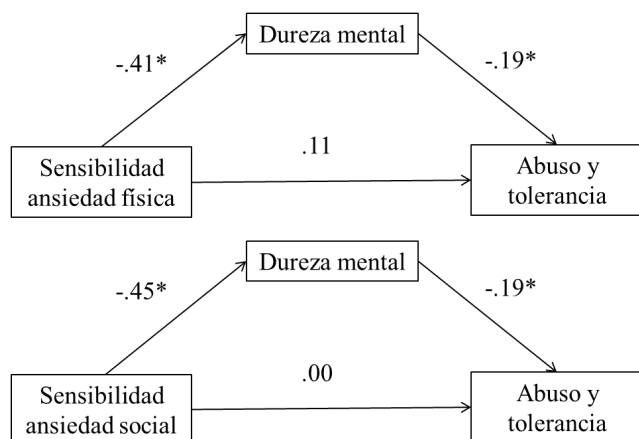 Dureza mental
-.41*
-.19*
.11
Sensibilidad
ansiedad física
Abuso y
tolerancia
Dureza mental
-.45*
-.19*
.00
Sensibilidad
ansiedad social
Abuso y
tolerancia